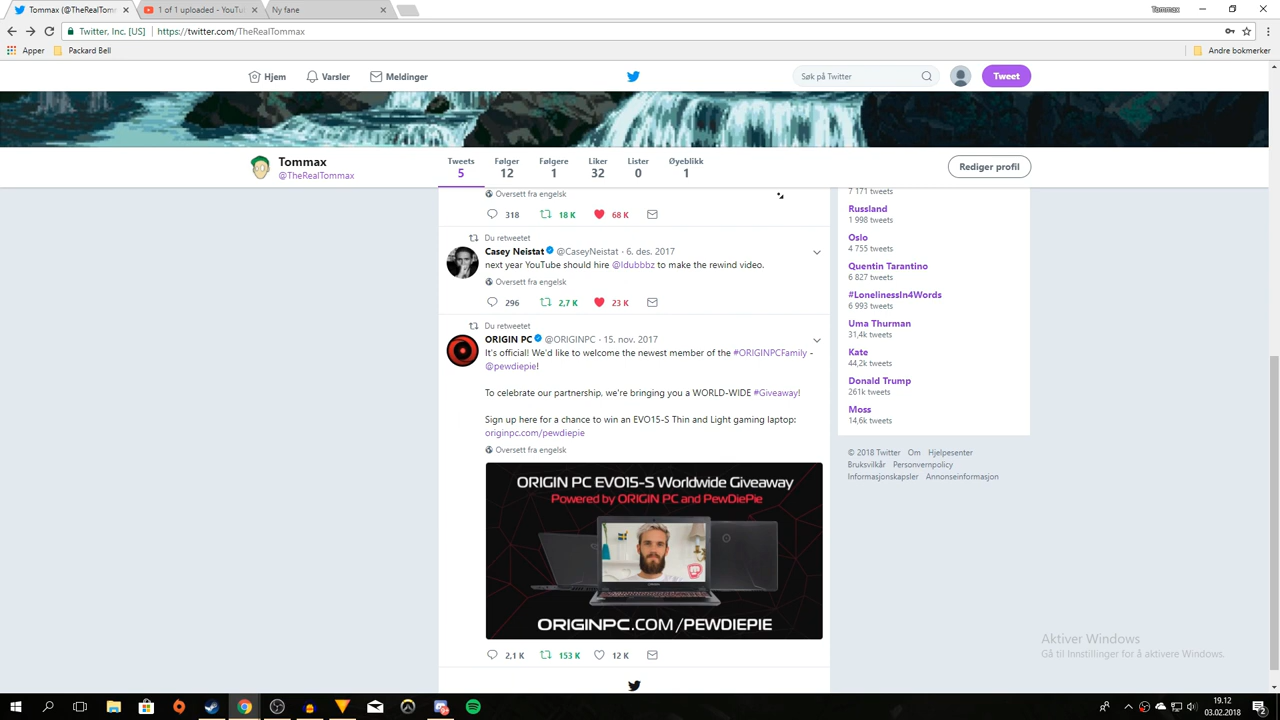 Tommax (@TheRealTomma
1 of 1 uploaded - YouTu
Ny fane
Tommax
Twitter, Inc. [US]
https://twitter.com/TheRealTommax
Apper
Packard Bell
Andre bokmerker
Hjem
Varsler
Meldinger
Søk på Twitter
Tweet
Tommax
@TheRealTommax
Tweets
5
Følger
12
Følgere
1
Liker
32
Lister
0
Øyeblikk
1
Rediger profil
Oversett fra engelsk
318
18 K
68 K
Du retweetet
Casey Neistat @CaseyNeistat · 6. des. 2017
next year YouTube should hire @Idubbbz to make the rewind video.
Oversett fra engelsk
296
2,7 K
23 K
Du retweetet
ORIGIN PC @ORIGINPC · 15. nov. 2017
It's official! We'd like to welcome the newest member of the #ORIGINPCFamily -
@pewdiepie!
To celebrate our partnership, we're bringing you a WORLD-WIDE #Giveaway!
Sign up here for a chance to win an EVO15-S Thin and Light gaming laptop:
originpc.com/pewdiepie
Oversett fra engelsk
ORIGIN PC EVO15-S Worldwide Giveaway
Powered by ORIGIN PC and PewDiePie
ORIGINPC.COM/PEWDIEPIE
2,1 K
153 K
12 K
7 171 tweets
Russland
1 998 tweets
Oslo
4 755 tweets
Quentin Tarantino
6 827 tweets
#LonelinessIn4Words
6 993 tweets
Uma Thurman
31,4k tweets
Kate
44,2k tweets
Donald Trump
261k tweets
Moss
14,6k tweets
© 2018 Twitter Om Hjelpesenter
Bruksvilkår Personvernpolicy
Informasjonskapsler Annonseinformasjon
Aktiver Windows
Gå til Innstillinger for å aktivere Windows.
19.12
03.02.2018
2